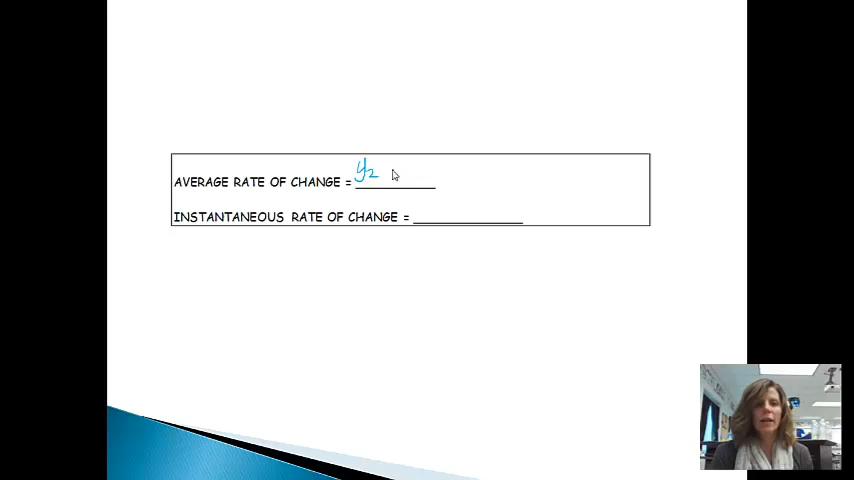 AVERAGE RATE OF CHANGE = y₂
INSTANTANEOUS RATE OF CHANGE =